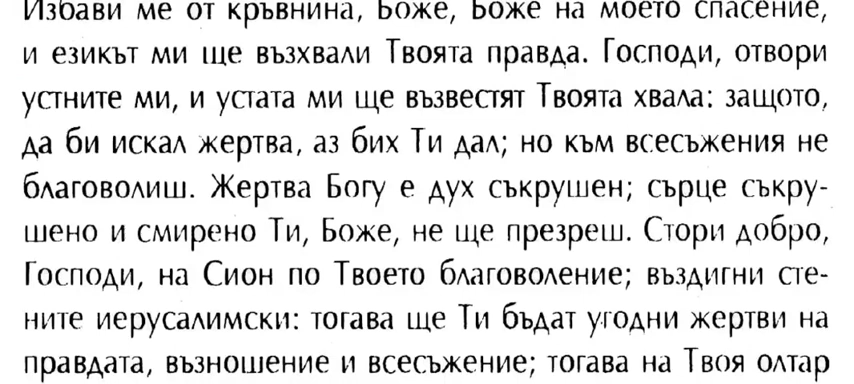 Избави ме от кръвнина, Боже, Боже на моето спасение,
и езикът ми ще възхвали Твоята правда. Господи, отвори
устните ми, и устата ми ще възвестят Твоята хвала: защото,
да би искал жертва, аз бих Ти дал; но към всесъжения не
благоволиш. Жертва Богу е дух съкрушен; сърце съкру-
шено и смирено Ти, Боже, не ще презреш. Стори добро,
Господи, на Сион по Твоето благоволение; въздигни сте-
ните иерусалимски: тогава ще Ти бъдат угодни жертви на
правдата, възношение и всесъжение; тогава на Твоя олтар